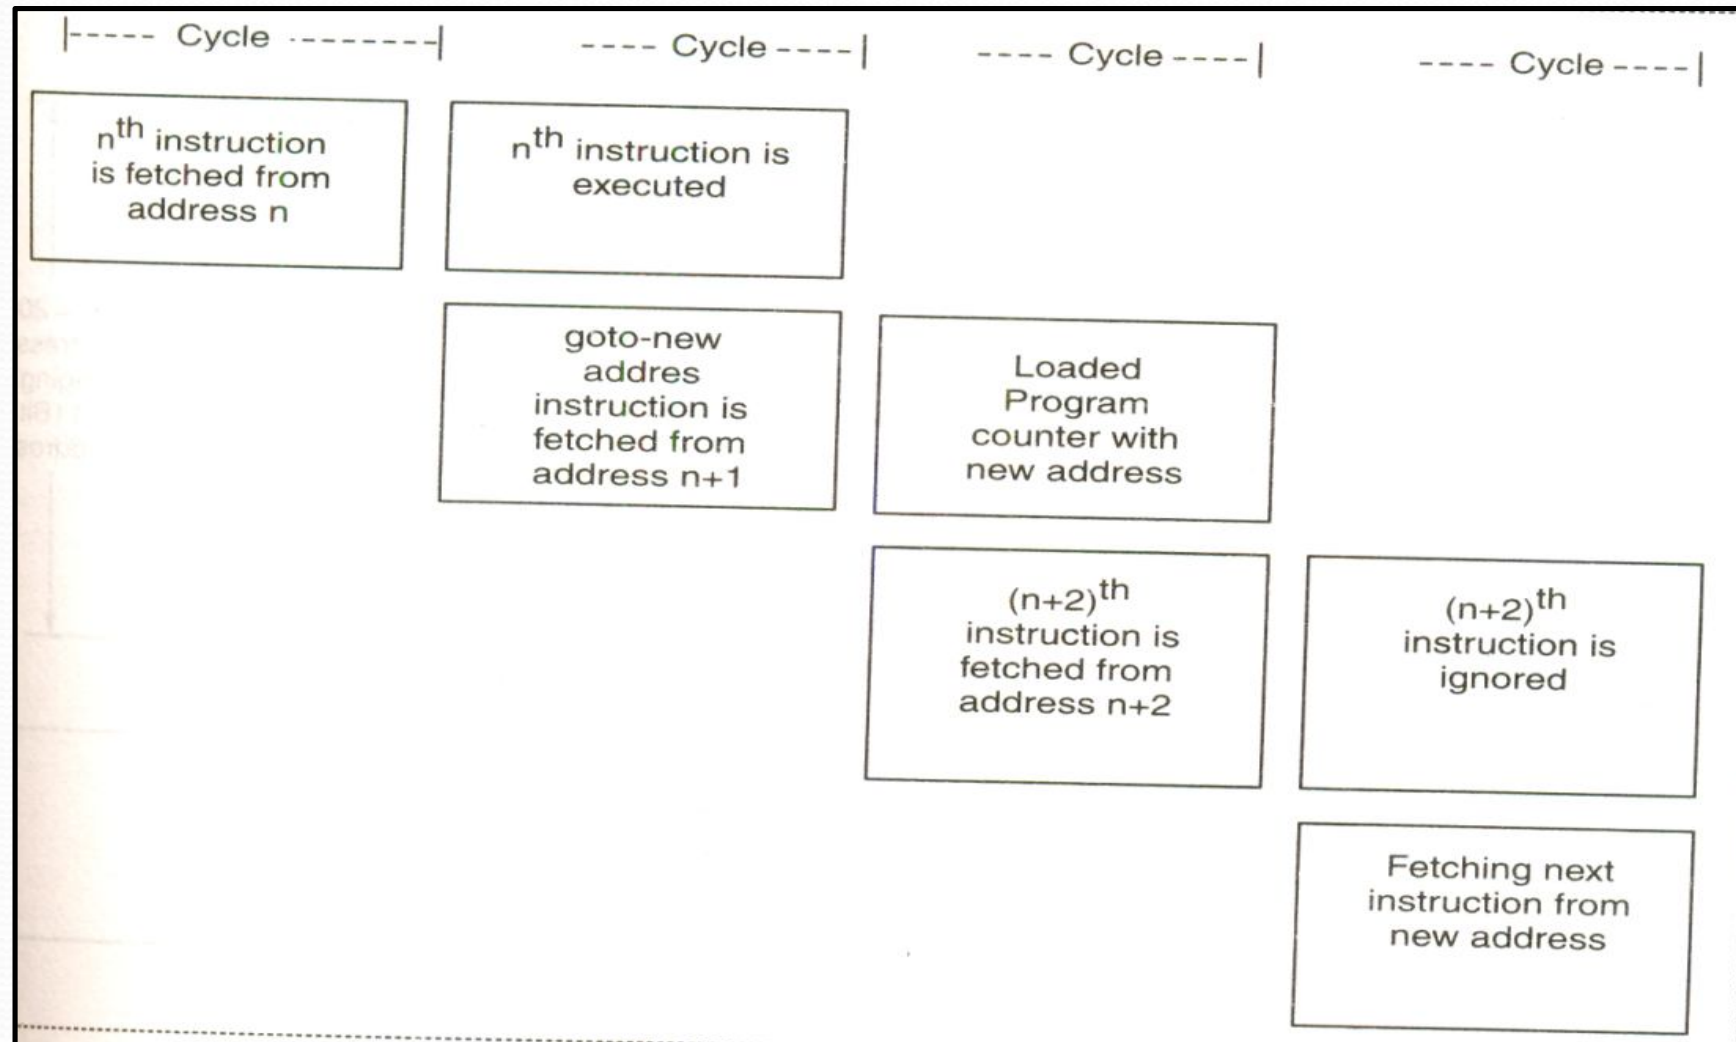 |----- Cycle --------|
---- Cycle ----|
---- Cycle ----|
---- Cycle ----|
nth instruction
is fetched from
address n
nth instruction is
executed
goto-new
addres
instruction is
fetched from
address n+1
Loaded
Program
counter with
new address
(n+2)th
instruction is
fetched from
address n+2
(n+2)th
instruction is
ignored
Fetching next
instruction from
new address